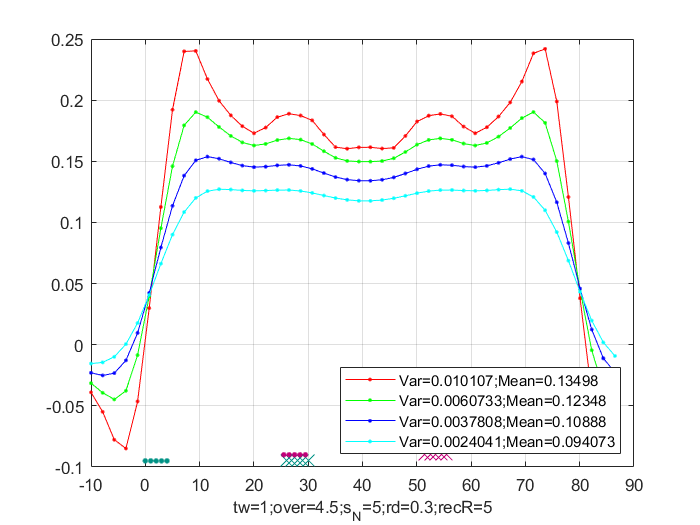 0.25
0.2
0.15
0.1
0.05
0
-0.05
-0.1
Var=0.010107;Mean=0.13498
Var=0.0060733;Mean=0.12348
Var=0.0037808;Mean=0.10888
Var=0.0024041;Mean=0.094073
-10 0 10 20 30 40 50 60 70 80 90
tw=1;over=4.5;s_N=5;rd=0.3;recR=5